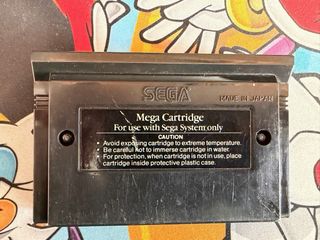 SEGA
MADE IN JAPAN
Mega Cartridge
For use with Sega System only
CAUTION
• Avoid exposing cartridge to extreme temperature.
• Be careful not to immerse cartridge in water.
• For protection, when cartridge is not in use, place
cartridge inside protective plastic case.